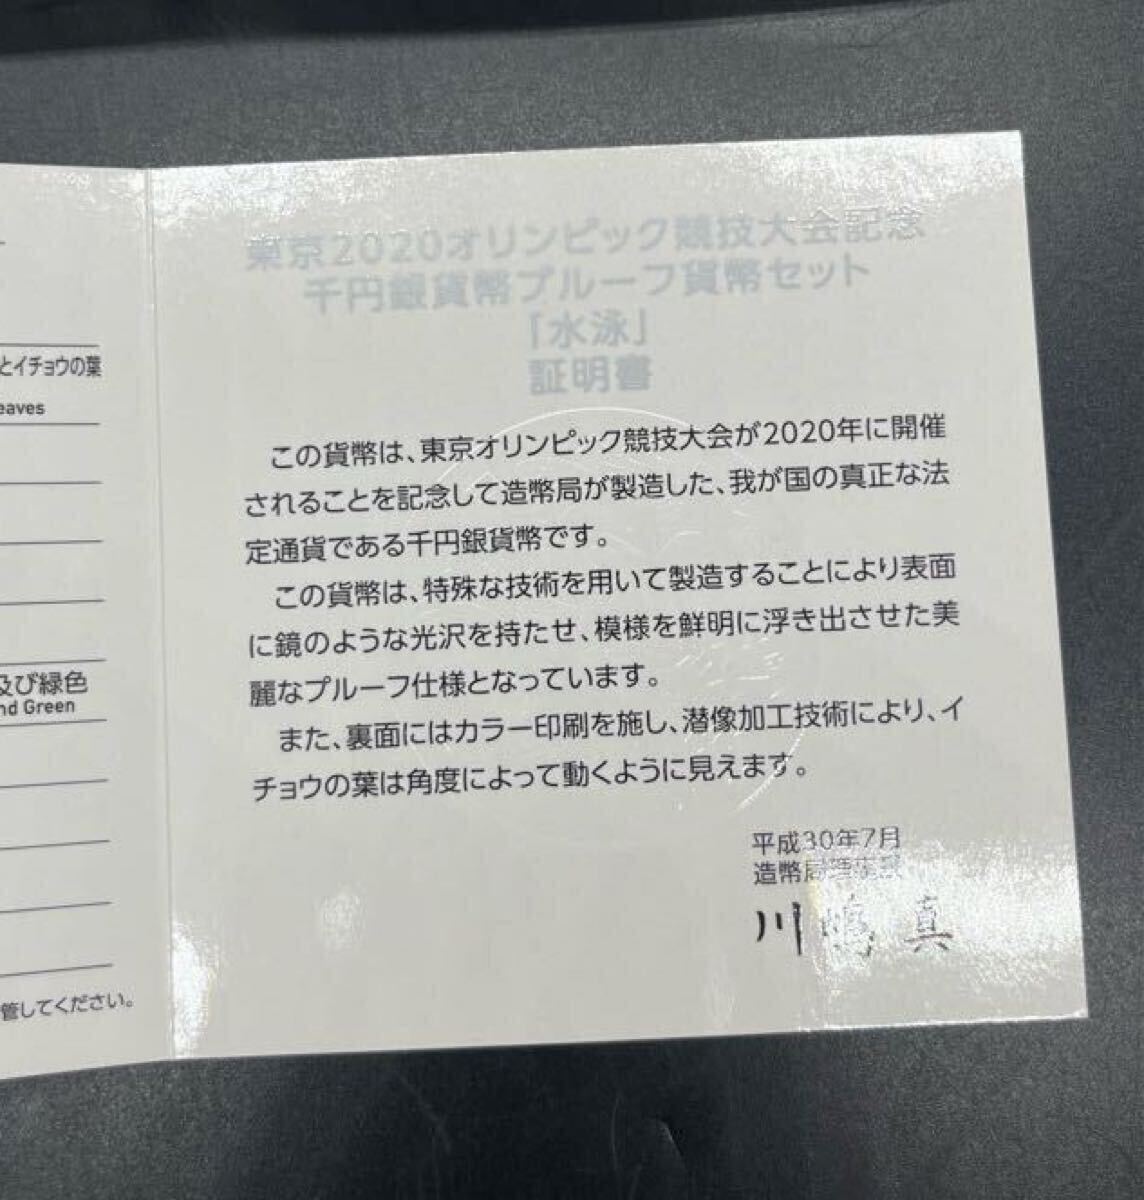 とイチョウの葉
eaves
及び緑色
nd Green
管してください。
東京2020オリンピック競技大会記念
千円銀貨幣プルーフ貨幣セット
「水泳」
証明書
この貨幣は、東京オリンピック競技大会が2020年に開催
されることを記念して造幣局が製造した、我が国の真正な法
定通貨である千円銀貨幣です。
この貨幣は、特殊な技術を用いて製造することにより表面
に鏡のような光沢を持たせ、模様を鮮明に浮き出させた美
麗なプルーフ仕様となっています。
また、裏面にはカラー印刷を施し、潜像加工技術により、イ
チョウの葉は角度によって動くように見えます。
平成30年7月
造幣局理事長
川嶋 真